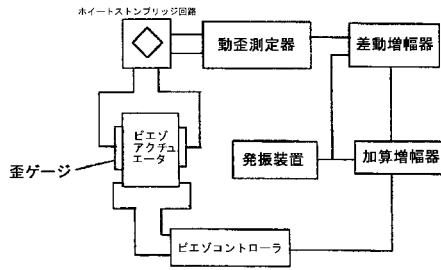 ホイートストンブリッジ回路
動歪測定器
差動増幅器
ピエゾ
アクチュ
エータ
歪ゲージ
発振装置
加算増幅器
ピエゾコントローラ